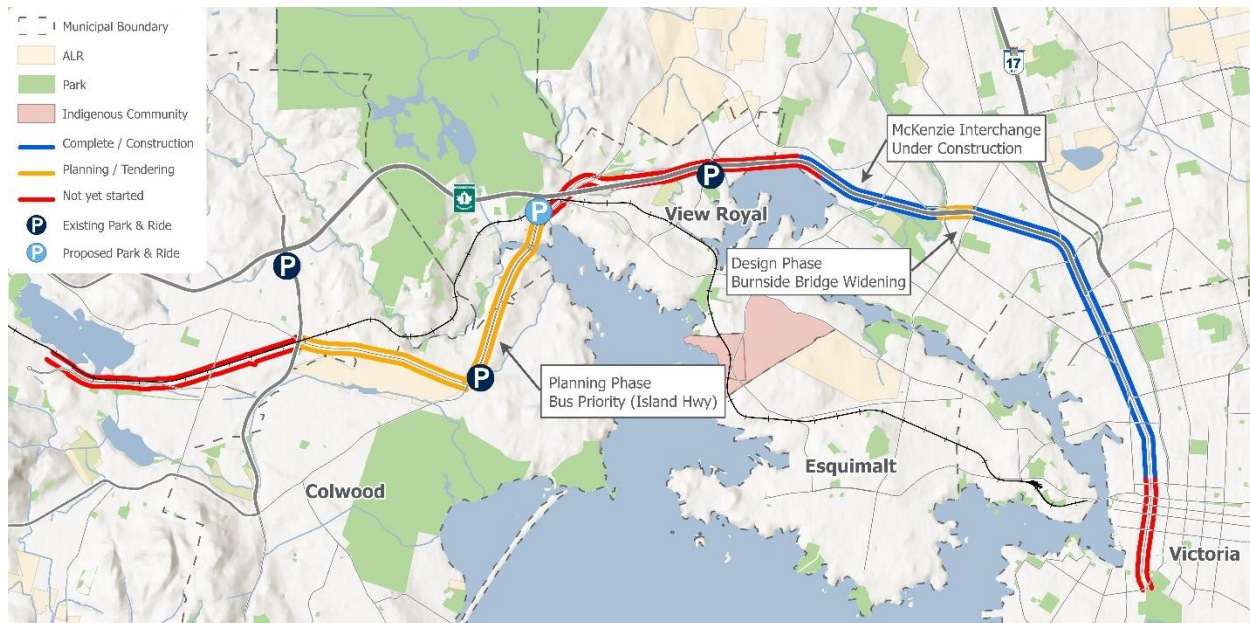 Municipal Boundary
ALR
Park
Indigenous Community
Complete / Construction
Planning / Tendering
Not yet started
P Existing Park & Ride
P Proposed Park & Ride
17
McKenzie Interchange
Under Construction
P
1
P
View Royal
P
Design Phase
Burnside Bridge Widening
P
Planning Phase
Bus Priority (Island Hwy)
Esquimalt
Colwood
Victoria